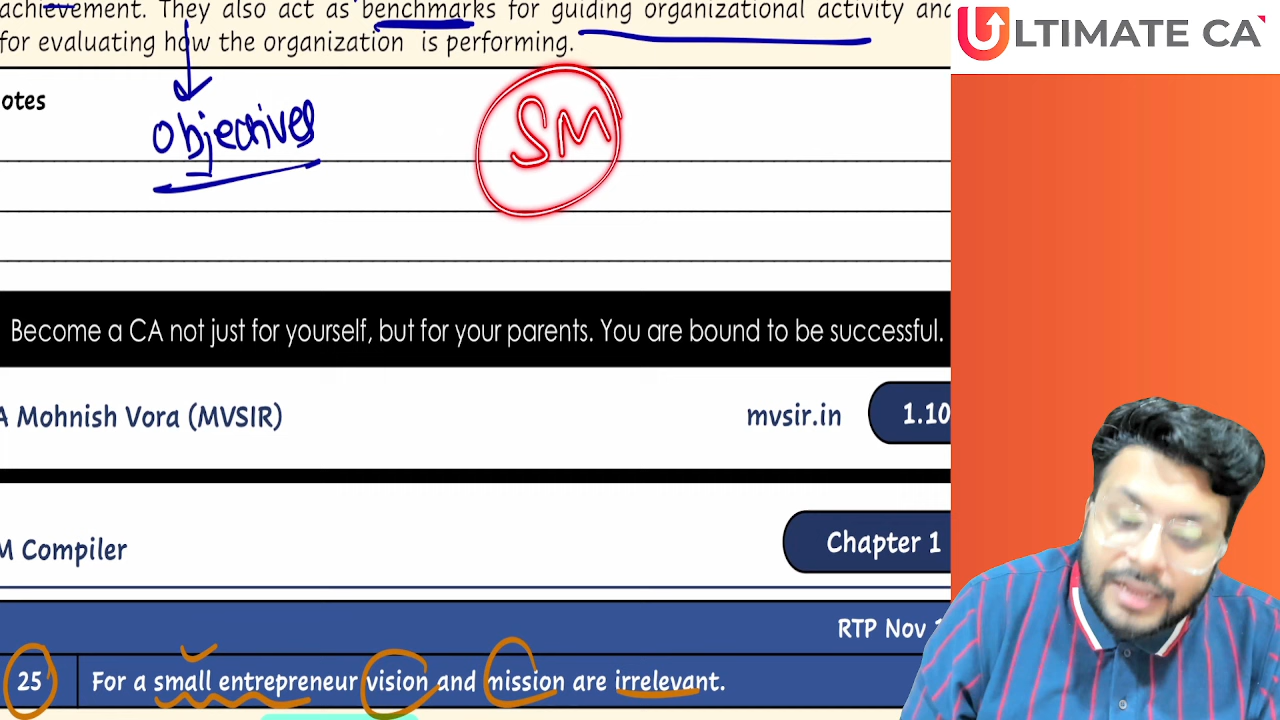 achievement. They also act as benchmarks for guiding organizational activity and
for evaluating how the organization is performing.
ULTIMATE CA
otes
objectives
SM
Become a CA not just for yourself, but for your parents. You are bound to be successful.
A Mohnish Vora (MVSIR)
mvsir.in
1.10
M Compiler
Chapter 1
RTP Nov
25
For a small entrepreneur vision and mission are irrelevant.